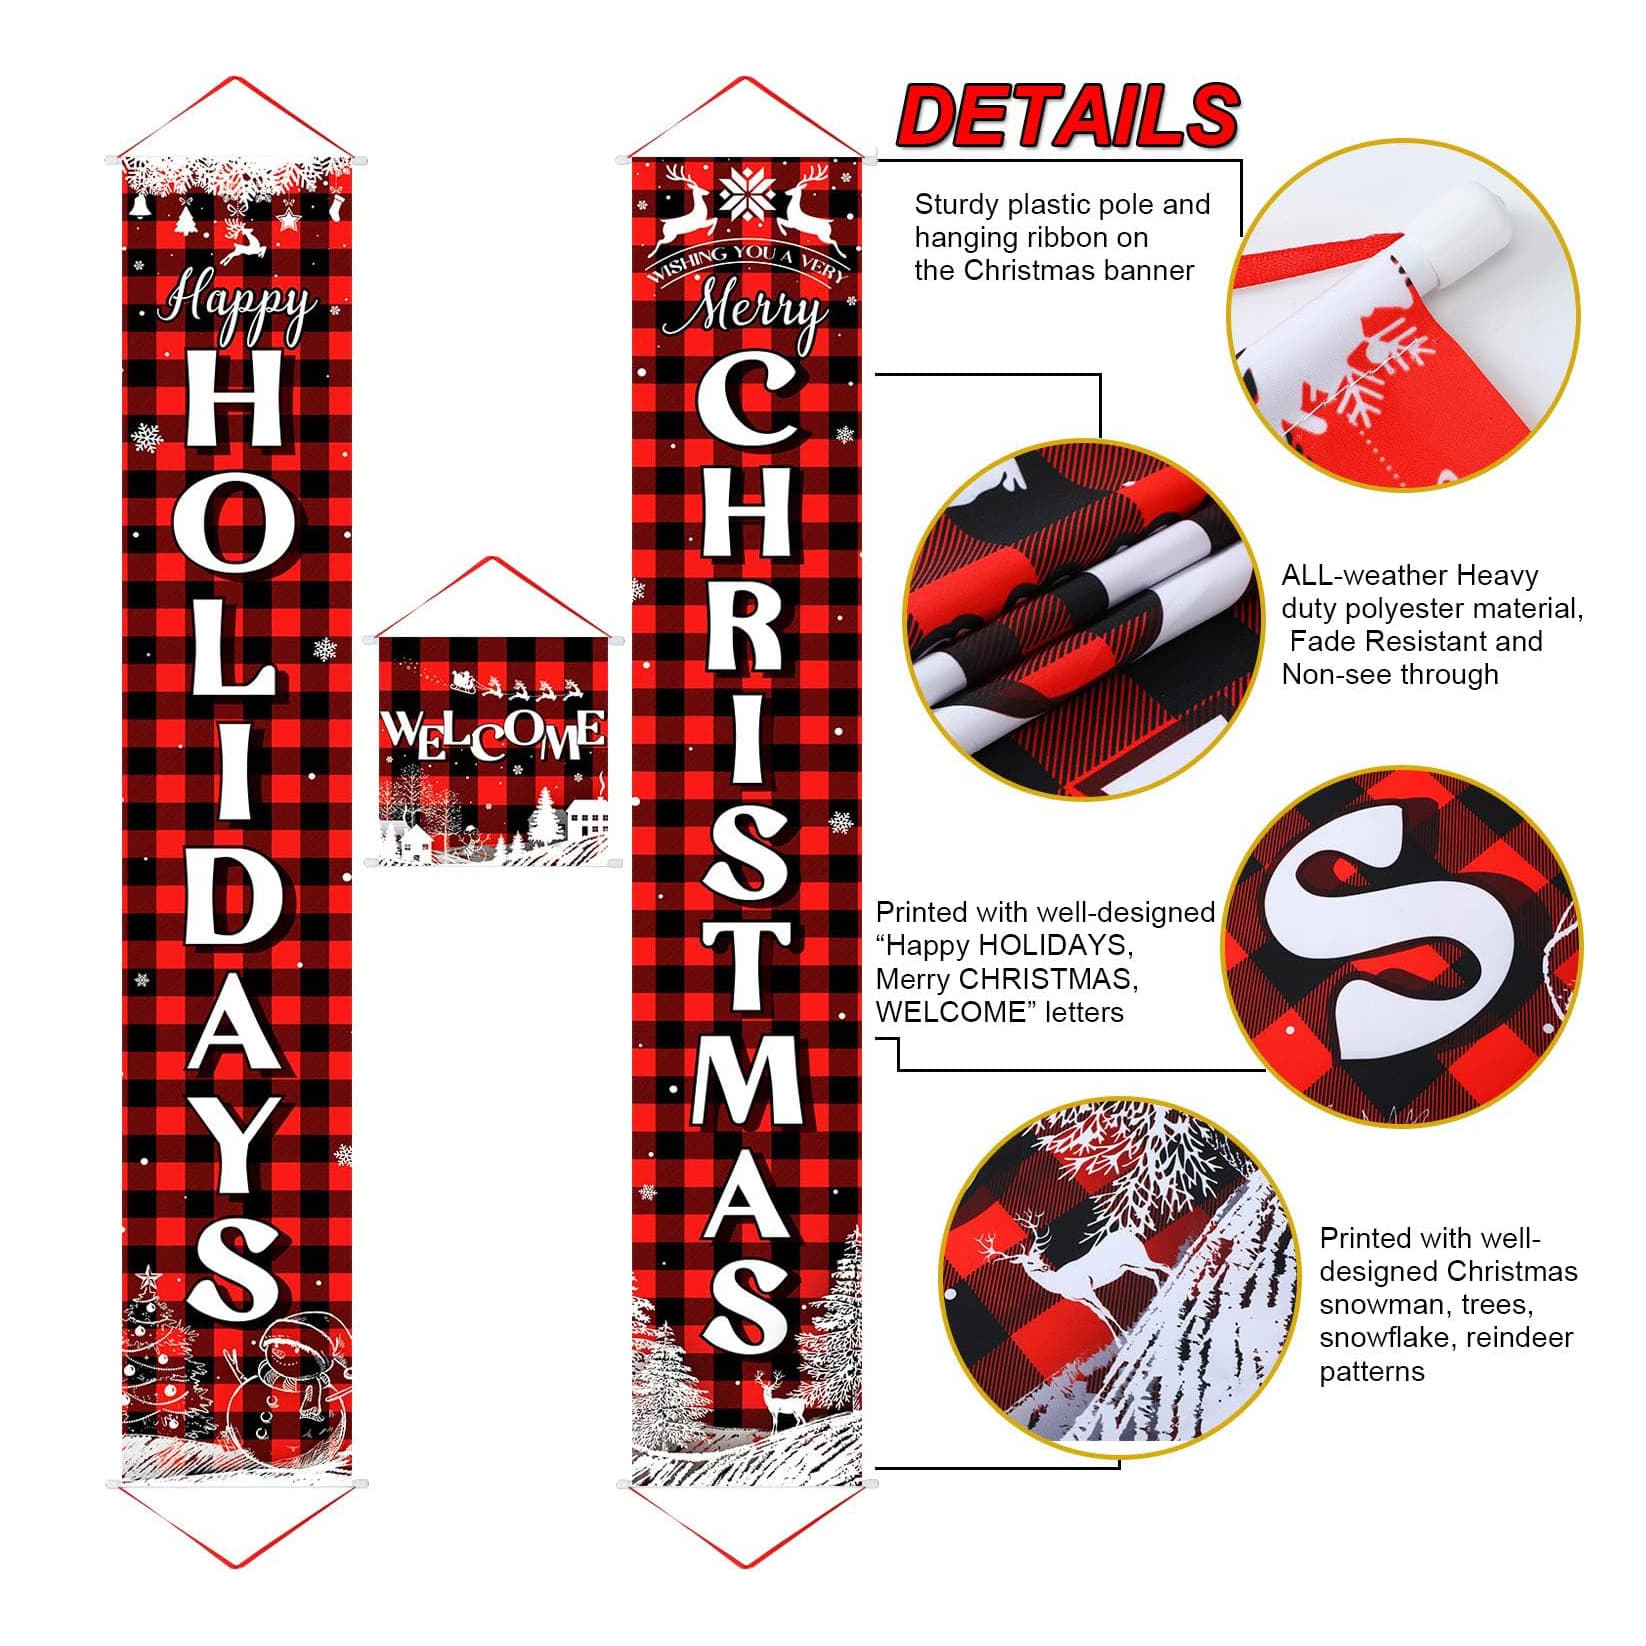 Happy
HOLIDAYS
WELCOME
WISHING YOU A VERY
Merry
CHRISTMAS
DETAILS
Sturdy plastic pole and
hanging ribbon on
the Christmas banner
ALL-weather Heavy
duty polyester material,
Fade Resistant and
Non-see through
Printed with well-designed
“Happy HOLIDAYS,
Merry CHRISTMAS,
WELCOME” letters
S
Printed with well-
designed Christmas
snowman, trees,
snowflake, reindeer
patterns